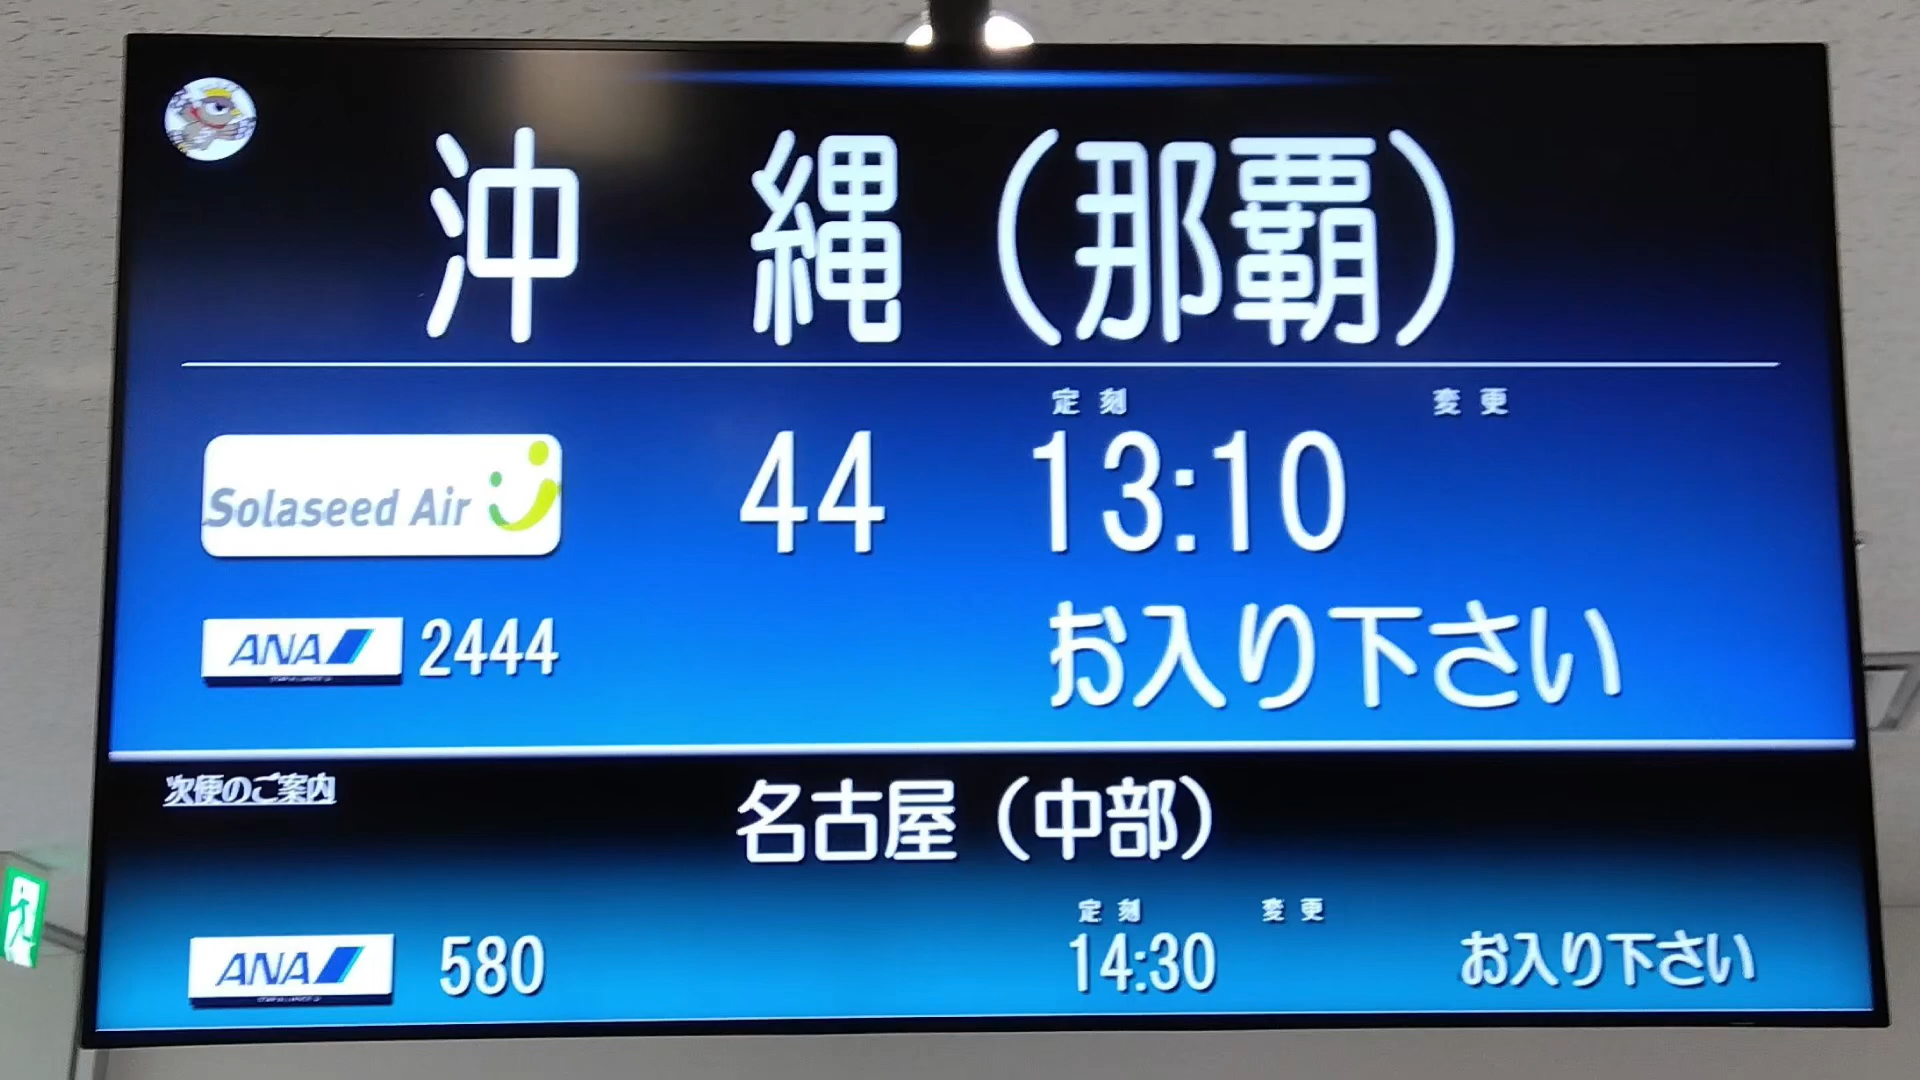 沖 縄（那覇）
定刻 変更
Solaseed Air 44 13:10
ANA 2444 お入り下さい
次便のご案内
名古屋（中部）
定刻 変更
ANA 580 14:30 お入り下さい